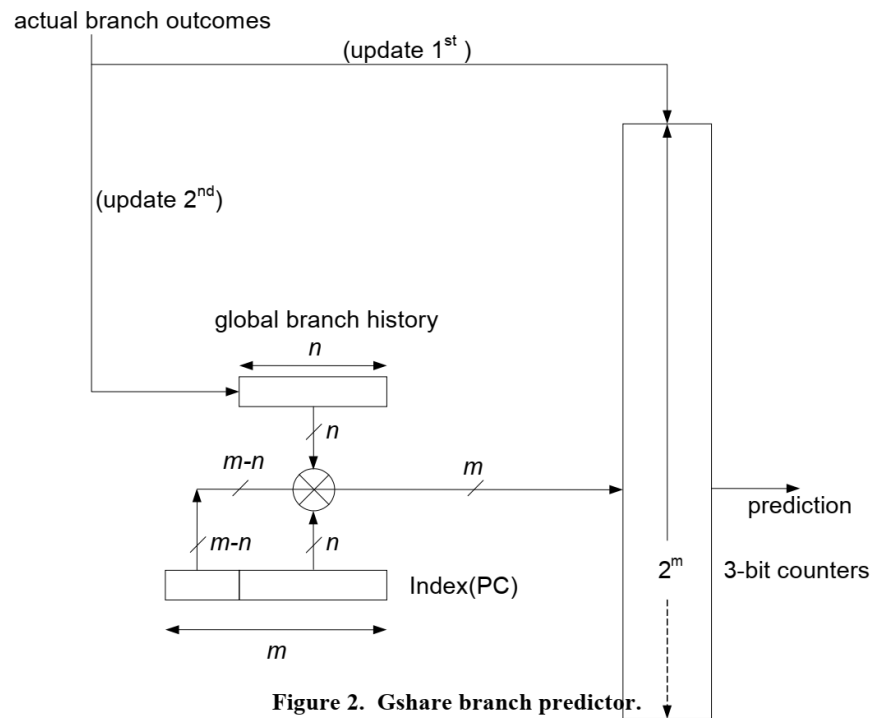 actual branch outcomes
(update 1st )
(update 2nd)
global branch history
n
n
m-n
m
prediction
m-n
n
Index(PC)
2m
3-bit counters
m
Figure 2. Gshare branch predictor.